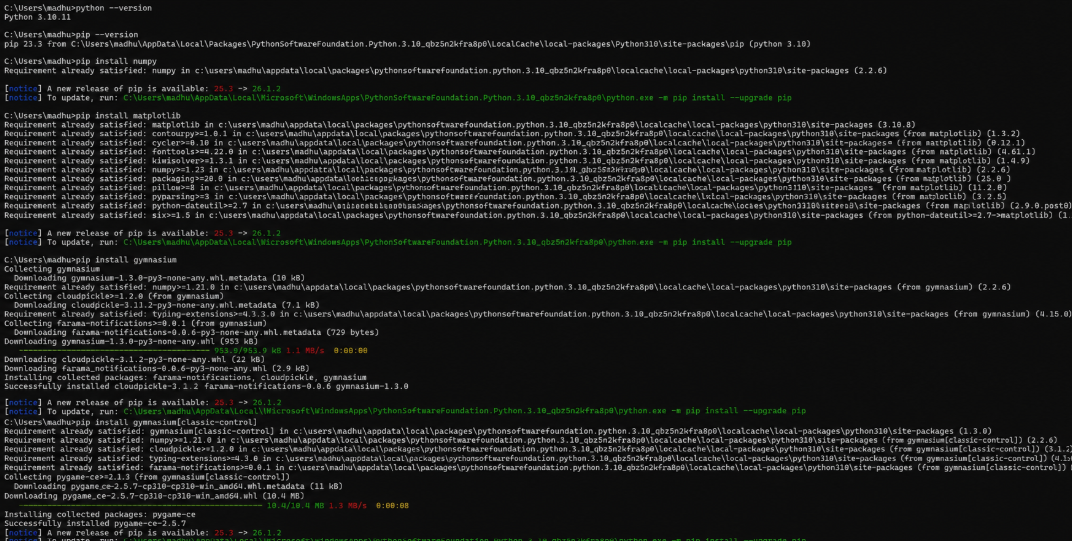 C:\Users\madhu>python --version
Python 3.10.11
C:\Users\madhu>pip --version
pip 23.3 from C:\Users\madhu\AppData\Local\Packages\PythonSoftwareFoundation.Python.3.10_qbz5n2kfra8p0\LocalCache\local-packages\Python310\site-packages\pip (python 3.10)
C:\Users\madhu>pip install numpy
Requirement already satisfied: numpy in c:\users\madhu\appdata\local\packages\pythonsoftwarefoundation.python.3.10_qbz5n2kfra8p0\localcache\local-packages\python310\site-packages (2.2.6)
[notice] A new release of pip is available: 25.3 -> 26.1.2
[notice] To update, run: C:\Users\madhu\AppData\Local\Microsoft\WindowsApps\PythonSoftwareFoundation.Python.3.10_qbz5n2kfra8p0\python.exe -m pip install --upgrade pip
C:\Users\madhu>pip install matplotlib
Requirement already satisfied: matplotlib in c:\users\madhu\appdata\local\packages\pythonsoftwarefoundation.python.3.10_qbz5n2kfra8p0\localcache\local-packages\python310\site-packages (3.10.8)
Requirement already satisfied: contourpy>=1.0.1 in c:\users\madhu\appdata\local\packages\pythonsoftwarefoundation.python.3.10_qbz5n2kfra8p0\localcache\local-packages\python310\site-packages (from matplotlib) (1.3.2)
Requirement already satisfied: cycler>=0.10 in c:\users\madhu\appdata\local\packages\pythonsoftwarefoundation.python.3.10_qbz5n2kfra8p0\localcache\local-packages\python310\site-packages (from matplotlib) (0.12.1)
Requirement already satisfied: fonttools>=4.22.0 in c:\users\madhu\appdata\local\packages\pythonsoftwarefoundation.python.3.10_qbz5n2kfra8p0\localcache\local-packages\python310\site-packages (from matplotlib) (4.61.1)
Requirement already satisfied: kiwisolver>=1.3.1 in c:\users\madhu\appdata\local\packages\pythonsoftwarefoundation.python.3.10_qbz5n2kfra8p0\localcache\local-packages\python310\site-packages (from matplotlib) (1.4.9)
Requirement already satisfied: numpy>=1.23 in c:\users\madhu\appdata\local\packages\pythonsoftwarefoundation.python.3.10_qbz5n2kfra8p0\localcache\local-packages\python310\site-packages (from matplotlib) (2.2.6)
Requirement already satisfied: packaging>=20.0 in c:\users\madhu\appdata\local\packages\pythonsoftwarefoundation.python.3.10_qbz5n2kfra8p0\localcache\local-packages\python310\site-packages (from matplotlib) (25.0)
Requirement already satisfied: pillow>=8 in c:\users\madhu\appdata\local\packages\pythonsoftwarefoundation.python.3.10_qbz5n2kfra8p0\localcache\local-packages\python310\site-packages (from matplotlib) (11.2.0)
Requirement already satisfied: pyparsing>=3 in c:\users\madhu\appdata\local\packages\pythonsoftwarefoundation.python.3.10_qbz5n2kfra8p0\localcache\local-packages\python310\site-packages (from matplotlib) (3.2.5)
Requirement already satisfied: python-dateutil>=2.7 in c:\users\madhu\appdata\local\packages\pythonsoftwarefoundation.python.3.10_qbz5n2kfra8p0\localcache\local-packages\python310\site-packages (from matplotlib) (2.9.0.post0)
Requirement already satisfied: six>=1.5 in c:\users\madhu\appdata\local\packages\pythonsoftwarefoundation.python.3.10_qbz5n2kfra8p0\localcache\local-packages\python310\site-packages (from python-dateutil>=2.7->matplotlib) (1.
[notice] A new release of pip is available: 25.3 -> 26.1.2
[notice] To update, run: C:\Users\madhu\AppData\Local\Microsoft\WindowsApps\PythonSoftwareFoundation.Python.3.10_qbz5n2kfra8p0\python.exe -m pip install --upgrade pip
C:\Users\madhu>pip install gymnasium
Collecting gymnasium
Downloading gymnasium-1.3.0-py3-none-any.whl.metadata (10 kB)
Requirement already satisfied: numpy>=1.21.0 in c:\users\madhu\appdata\local\packages\pythonsoftwarefoundation.python.3.10_qbz5n2kfra8p0\localcache\local-packages\python310\site-packages (from gymnasium) (2.2.6)
Collecting cloudpickle>=1.2.0 (from gymnasium)
Downloading cloudpickle-3.11.2-py3-none-any.whl.metadata (7.1 kB)
Requirement already satisfied: typing-extensions>=4.3.3.0 in c:\users\madhu\appdata\local\packages\pythonsoftwarefoundation.python.3.10_qbz5n2kfra8p0\localcache\local-packages\python310\site-packages (from gymnasium) (4.15.0)
Collecting farama-notifications>=0.0.1 (from gymnasium)
Downloading farama-notifications-0.0.6-py3-none-any.whl.metadata (729 bytes)
Downloading gymnasium-1.3.0-py3-none-any.whl (953 kB)
953.9/953.9 kB 1.1 MB/s 0:00:00
Downloading cloudpickle-3.1.2-py3-none-any.whl (22 kB)
Downloading farama_notifications-0.0.6-py3-none-any.whl (2.9 kB)
Installing collected packages: farama-notifications, cloudpickle, gymnasium
Successfully installed cloudpickle-3.1.2 farama-notifications-0.0.6 gymnasium-1.3.0
[notice] A new release of pip is available: 25.3 -> 26.1.2
[notice] To update, run: C:\Users\madhu\AppData\Local\Microsoft\WindowsApps\PythonSoftwareFoundation.Python.3.10_qbz5n2kfra8p0\python.exe -m pip install --upgrade pip
C:\Users\madhu>pip install gymnasium[classic-control]
Requirement already satisfied: gymnasium[classic-control] in c:\users\madhu\appdata\local\packages\pythonsoftwarefoundation.python.3.10_qbz5n2kfra8p0\localcache\local-packages\python310\site-packages (1.3.0)
Requirement already satisfied: numpy>=1.21.0 in c:\users\madhu\appdata\local\packages\pythonsoftwarefoundation.python.3.10_qbz5n2kfra8p0\localcache\local-packages\python310\site-packages (from gymnasium[classic-control]) (2.2.6)
Requirement already satisfied: cloudpickle>=1.2.0 in c:\users\madhu\appdata\local\packages\pythonsoftwarefoundation.python.3.10_qbz5n2kfra8p0\localcache\local-packages\python310\site-packages (from gymnasium[classic-control]) (3.1.2
Requirement already satisfied: typing-extensions>=4.3.0 in c:\users\madhu\appdata\local\packages\pythonsoftwarefoundation.python.3.10_qbz5n2kfra8p0\localcache\local-packages\python310\site-packages (from gymnasium[classic-control])
Requirement already satisfied: farama-notifications>=0.0.1 in c:\users\madhu\appdata\local\packages\pythonsoftwarefoundation.python.3.10_qbz5n2kfra8p0\localcache\local-packages\python310\site-packages (from gymnasium[classic-control])
Collecting pygame-ce>=2.1.3 (from gymnasium[classic-control])
Downloading pygame_ce-2.5.7-cp310-cp310-win_amd64.whl.metadata (11 kB)
Downloading pygame_ce-2.5.7-cp310-cp310-win_amd64.whl (10.4 MB)
10.4/10.4 MB 1.3 MB/s 0:00:08
Installing collected packages: pygame-ce
Successfully installed pygame-ce-2.5.7
[notice] A new release of pip is available: 25.3 -> 26.1.2